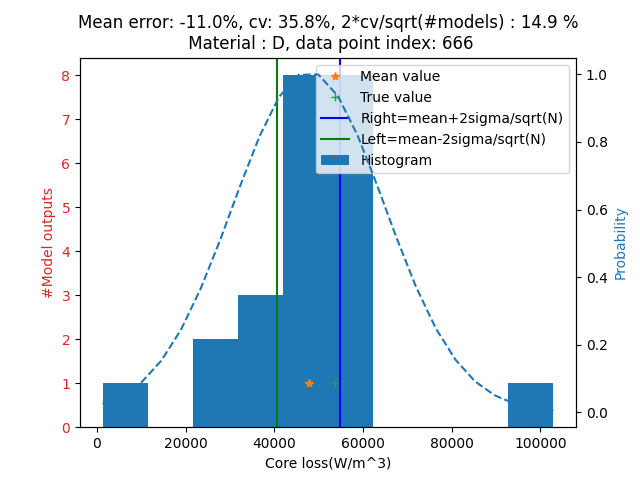 Mean error: -11.0%, cv: 35.8%, 2*cv/sqrt(#models) : 14.9 %
Material : D, data point index: 666
Mean value
True value
Right=mean+2sigma/sqrt(N)
Left=mean-2sigma/sqrt(N)
Histogram
#Model outputs
8
7
6
5
4
3
2
1
0
Probability
1.0
0.8
0.6
0.4
0.2
0.0
0 20000 40000 60000 80000 100000
Core loss(W/m^3)